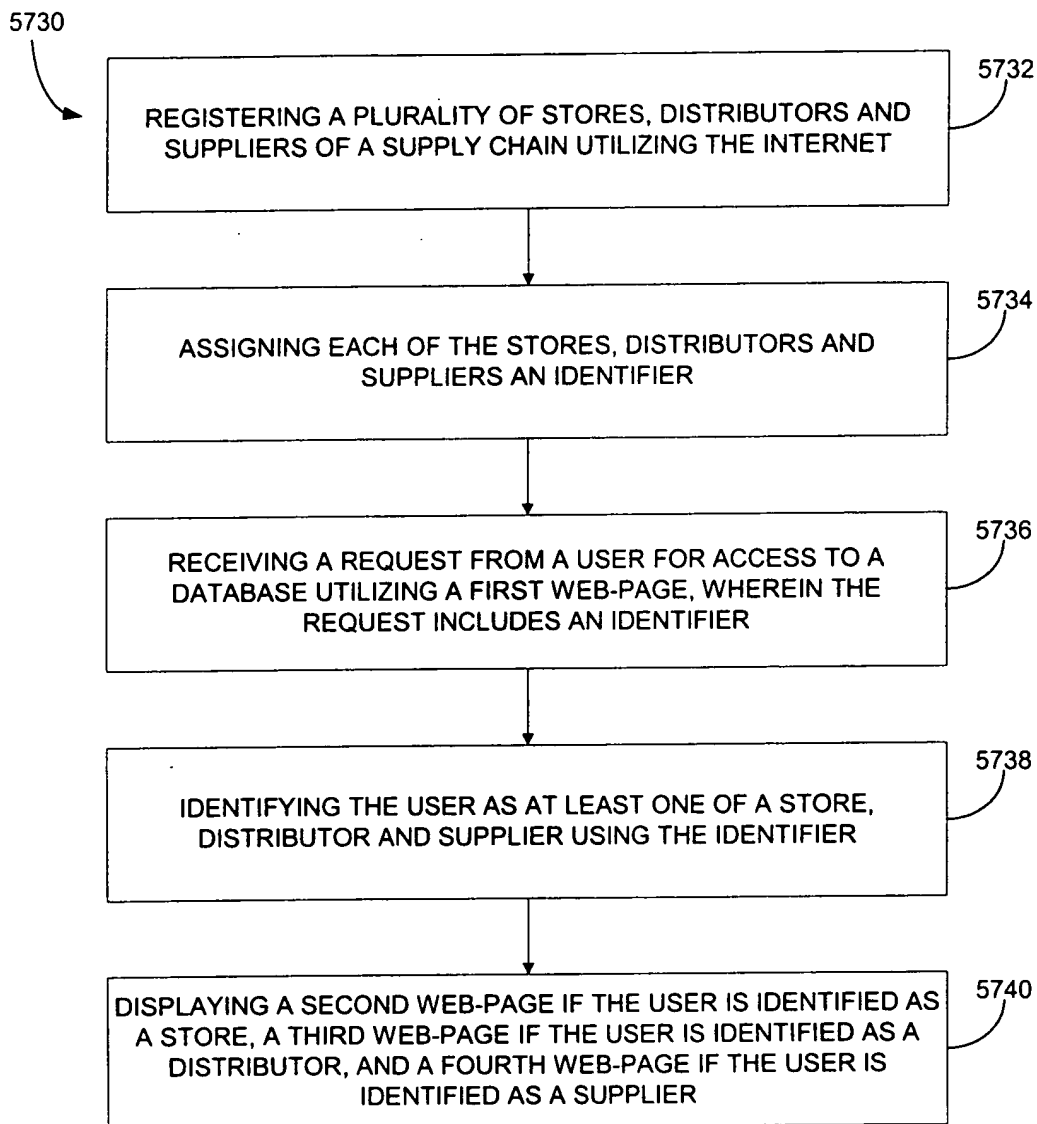 5730
5732
REGISTERING A PLURALITY OF STORES, DISTRIBUTORS AND
SUPPLIERS OF A SUPPLY CHAIN UTILIZING THE INTERNET
5734
ASSIGNING EACH OF THE STORES, DISTRIBUTORS AND
SUPPLIERS AN IDENTIFIER
5736
RECEIVING A REQUEST FROM A USER FOR ACCESS TO A
DATABASE UTILIZING A FIRST WEB-PAGE, WHEREIN THE
REQUEST INCLUDES AN IDENTIFIER
5738
IDENTIFYING THE USER AS AT LEAST ONE OF A STORE,
DISTRIBUTOR AND SUPPLIER USING THE IDENTIFIER
5740
DISPLAYING A SECOND WEB-PAGE IF THE USER IS IDENTIFIED AS
A STORE, A THIRD WEB-PAGE IF THE USER IS IDENTIFIED AS A
DISTRIBUTOR, AND A FOURTH WEB-PAGE IF THE USER IS
IDENTIFIED AS A SUPPLIER